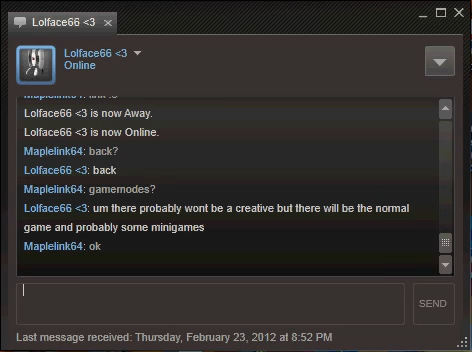 Lolface66 <3
Lolface66 <3
Online
Lolface66 <3 is now Away.
Lolface66 <3 is now Online.
Maplelink64: back?
Lolface66 <3: back
Maplelink64: gamemodes?
Lolface66 <3: um there probably wont be a creative but there will be the normal
game and probably some minigames
Maplelink64: ok
SEND
Last message received: Thursday, February 23, 2012 at 8:52 PM